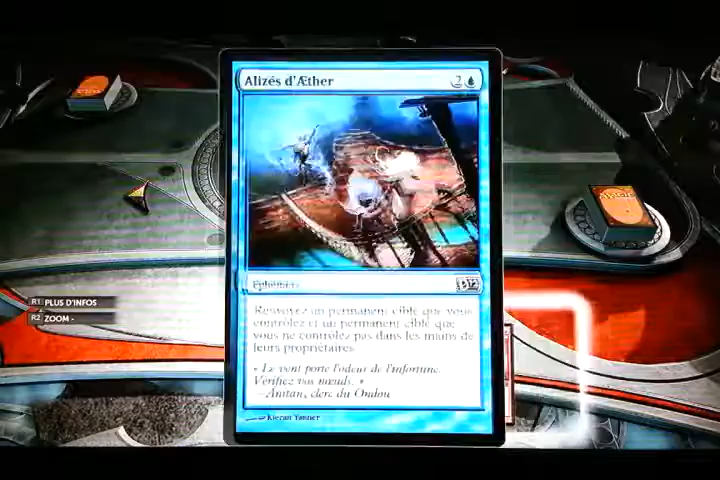 Alizés d'Æther
2
R1 PLUS D'INFOS
R2 ZOOM -
Ephémère
Renvoyez un permanent ciblé que vous
contrôlez et un permanent ciblé que
vous ne contrôlez pas dans les mains de
leurs propriétaires.
« Le vent porte l'odeur de l'infortune.
Vérifiez vos nœuds. »
–Anitan, clerc du Ondou
Kieran Yanner